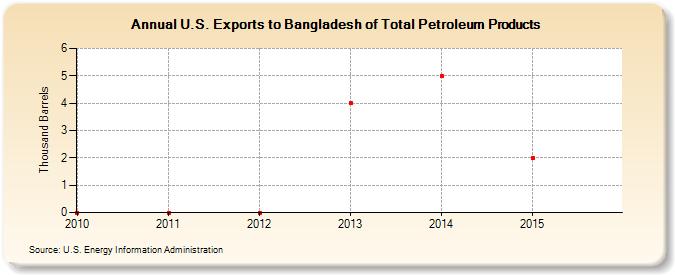 Annual U.S. Exports to Bangladesh of Total Petroleum Products
Thousand Barrels
6
5
4
3
2
1
0
2010 2011 2012 2013 2014 2015
Source: U.S. Energy Information Administration